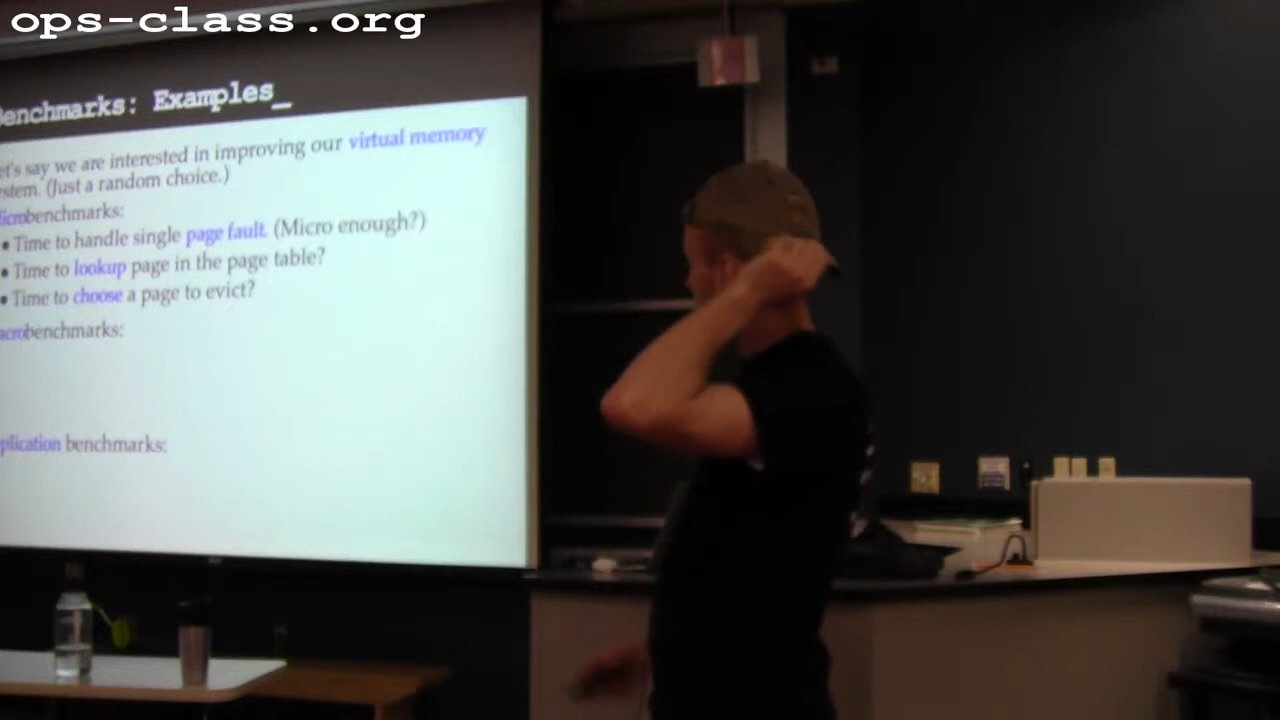 ops-class.org
Benchmarks: Examples_
et's say we are interested in improving our virtual memory
stem. (Just a random choice.)
icrobenchmarks:
• Time to handle single page fault. (Micro enough?)
• Time to lookup page in the page table?
• Time to choose a page to evict?
acrobenchmarks:
plication benchmarks: